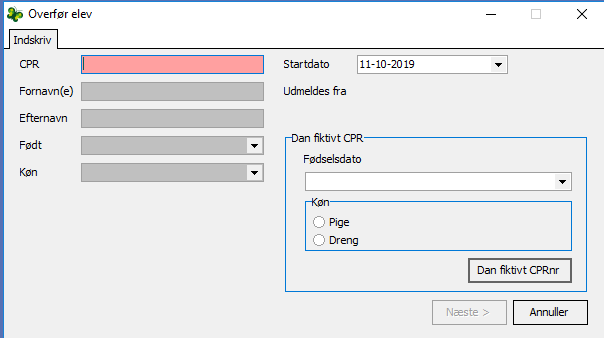 Overfør elev
Indskriv
CPR
Fornavn(e)
Efternavn
Født
Køn
Startdato
11-10-2019
Udmeldes fra
Dan fiktivt CPR
Fødselsdato
Køn
Pige
Dreng
Dan fiktivt CPRnr
Næste >
Annuller